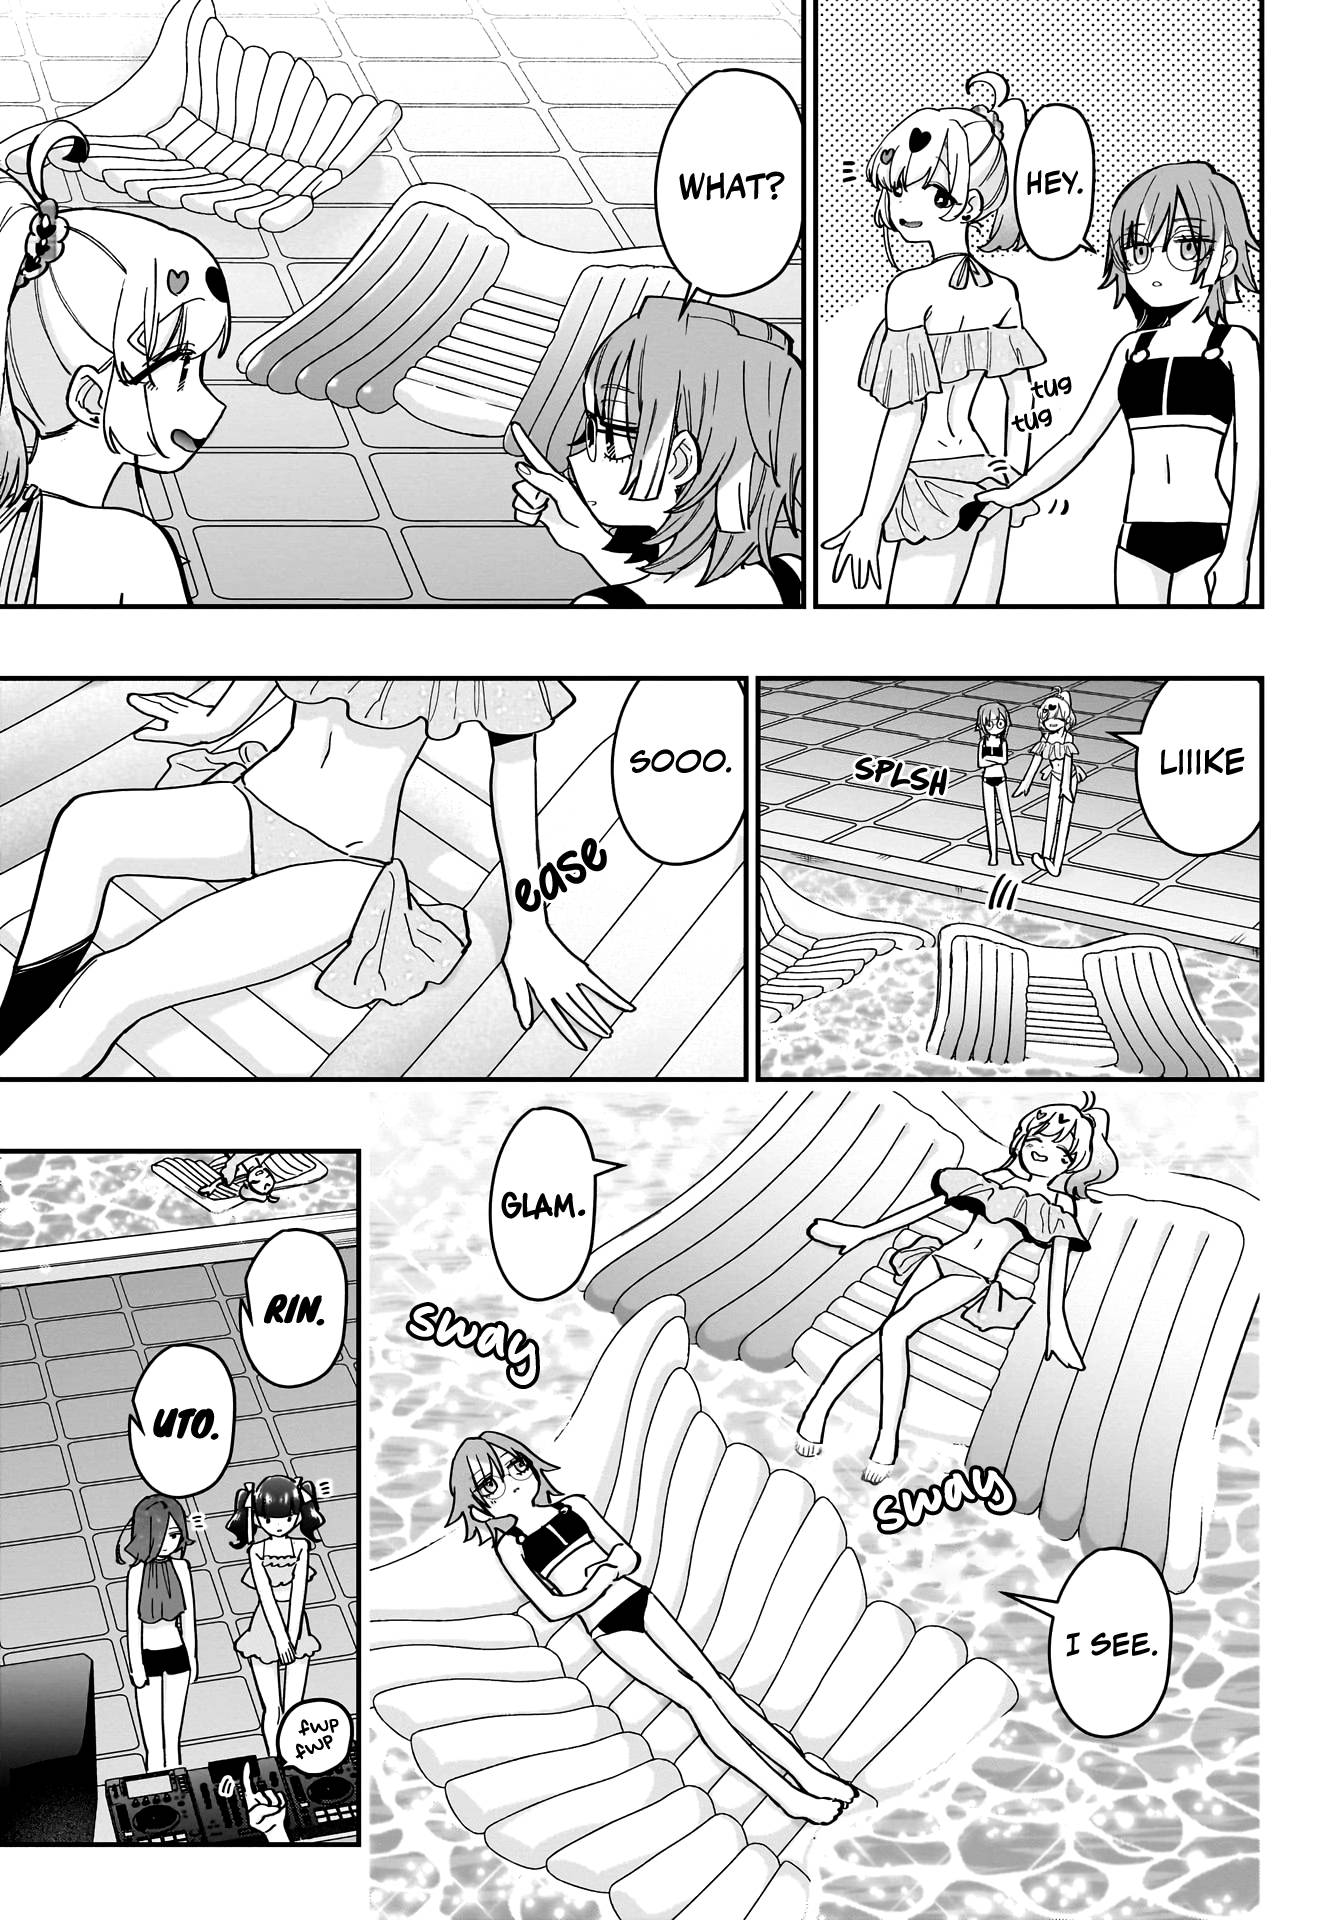 HEY.
tug
tug
WHAT?
LIIIKE
SPLSH
SOOO.
ease
GLAM.
sway
sway
I SEE.
RIN.
UTO.
fwp
fwp